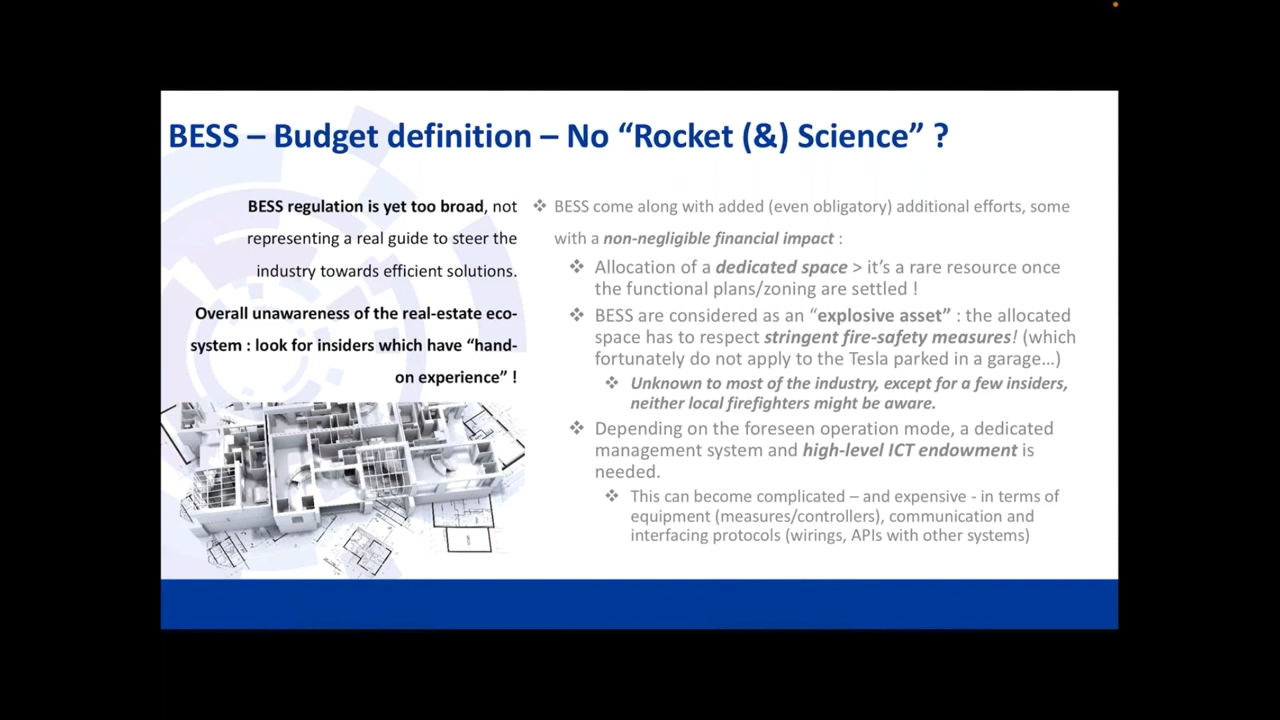 BESS – Budget definition – No “Rocket (&) Science” ?
BESS regulation is yet too broad, not
representing a real guide to steer the
industry towards efficient solutions.
Overall unawareness of the real-estate eco-
system : look for insiders which have “hand-
on experience” !
❖ BESS come along with added (even obligatory) additional efforts, some
with a non-negligible financial impact :
❖ Allocation of a dedicated space > it’s a rare resource once
the functional plans/zoning are settled !
❖ BESS are considered as an “explosive asset” : the allocated
space has to respect stringent fire-safety measures! (which
fortunately do not apply to the Tesla parked in a garage…)
❖ Unknown to most of the industry, except for a few insiders,
neither local firefighters might be aware.
❖ Depending on the foreseen operation mode, a dedicated
management system and high-level ICT endowment is
needed.
❖ This can become complicated – and expensive - in terms of
equipment (measures/controllers), communication and
interfacing protocols (wirings, APIs with other systems)